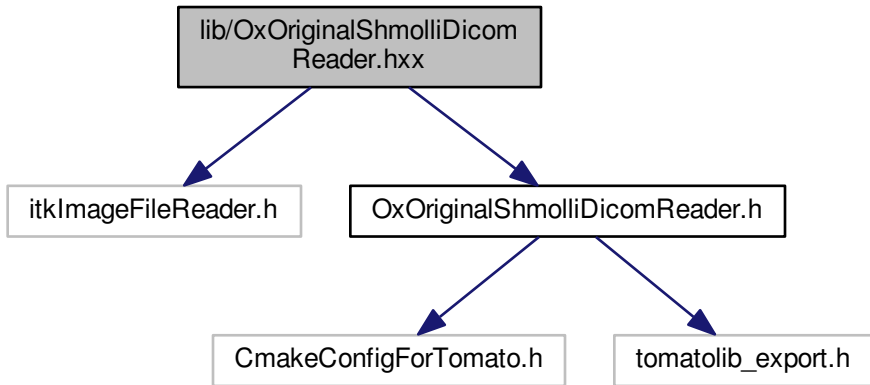 lib/OxOriginalShmolliDicom
Reader.hxx
itkImageFileReader.h
OxOriginalShmolliDicomReader.h
CmakeConfigForTomato.h
tomatolib_export.h